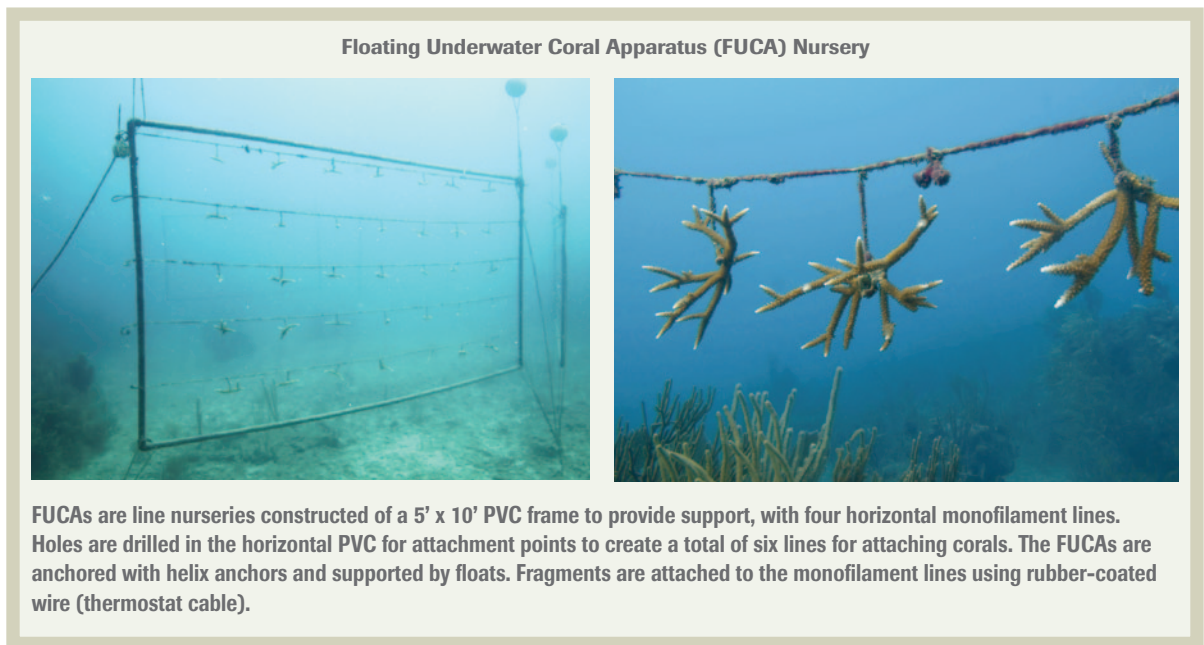 Floating Underwater Coral Apparatus (FUCA) Nursery
FUCAs are line nurseries constructed of a 5’ x 10’ PVC frame to provide support, with four horizontal monofilament lines.
Holes are drilled in the horizontal PVC for attachment points to create a total of six lines for attaching corals. The FUCAs are
anchored with helix anchors and supported by floats. Fragments are attached to the monofilament lines using rubber-coated
wire (thermostat cable).